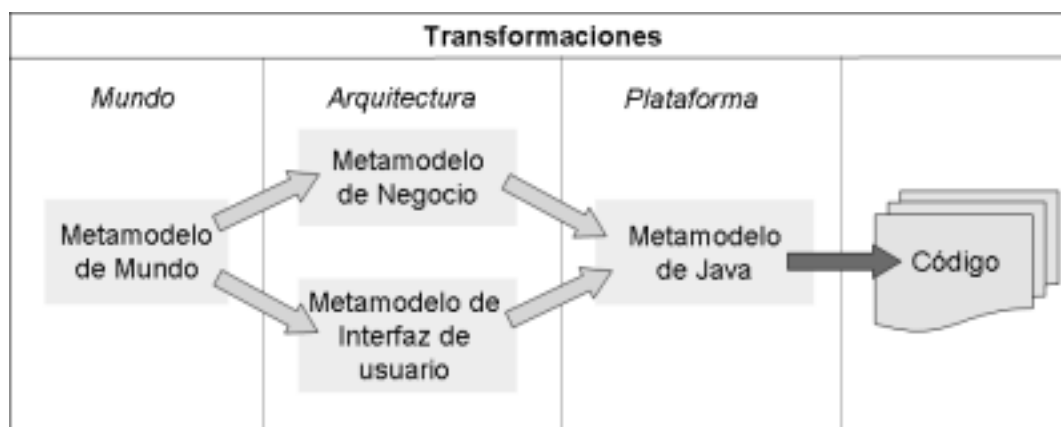 Transformaciones
Mundo
Arquitectura
Plataforma
Metamodelo
de Negocio
Metamodelo
de Mundo
Metamodelo de
Interfaz de
usuario
Metamodelo
de Java
Código